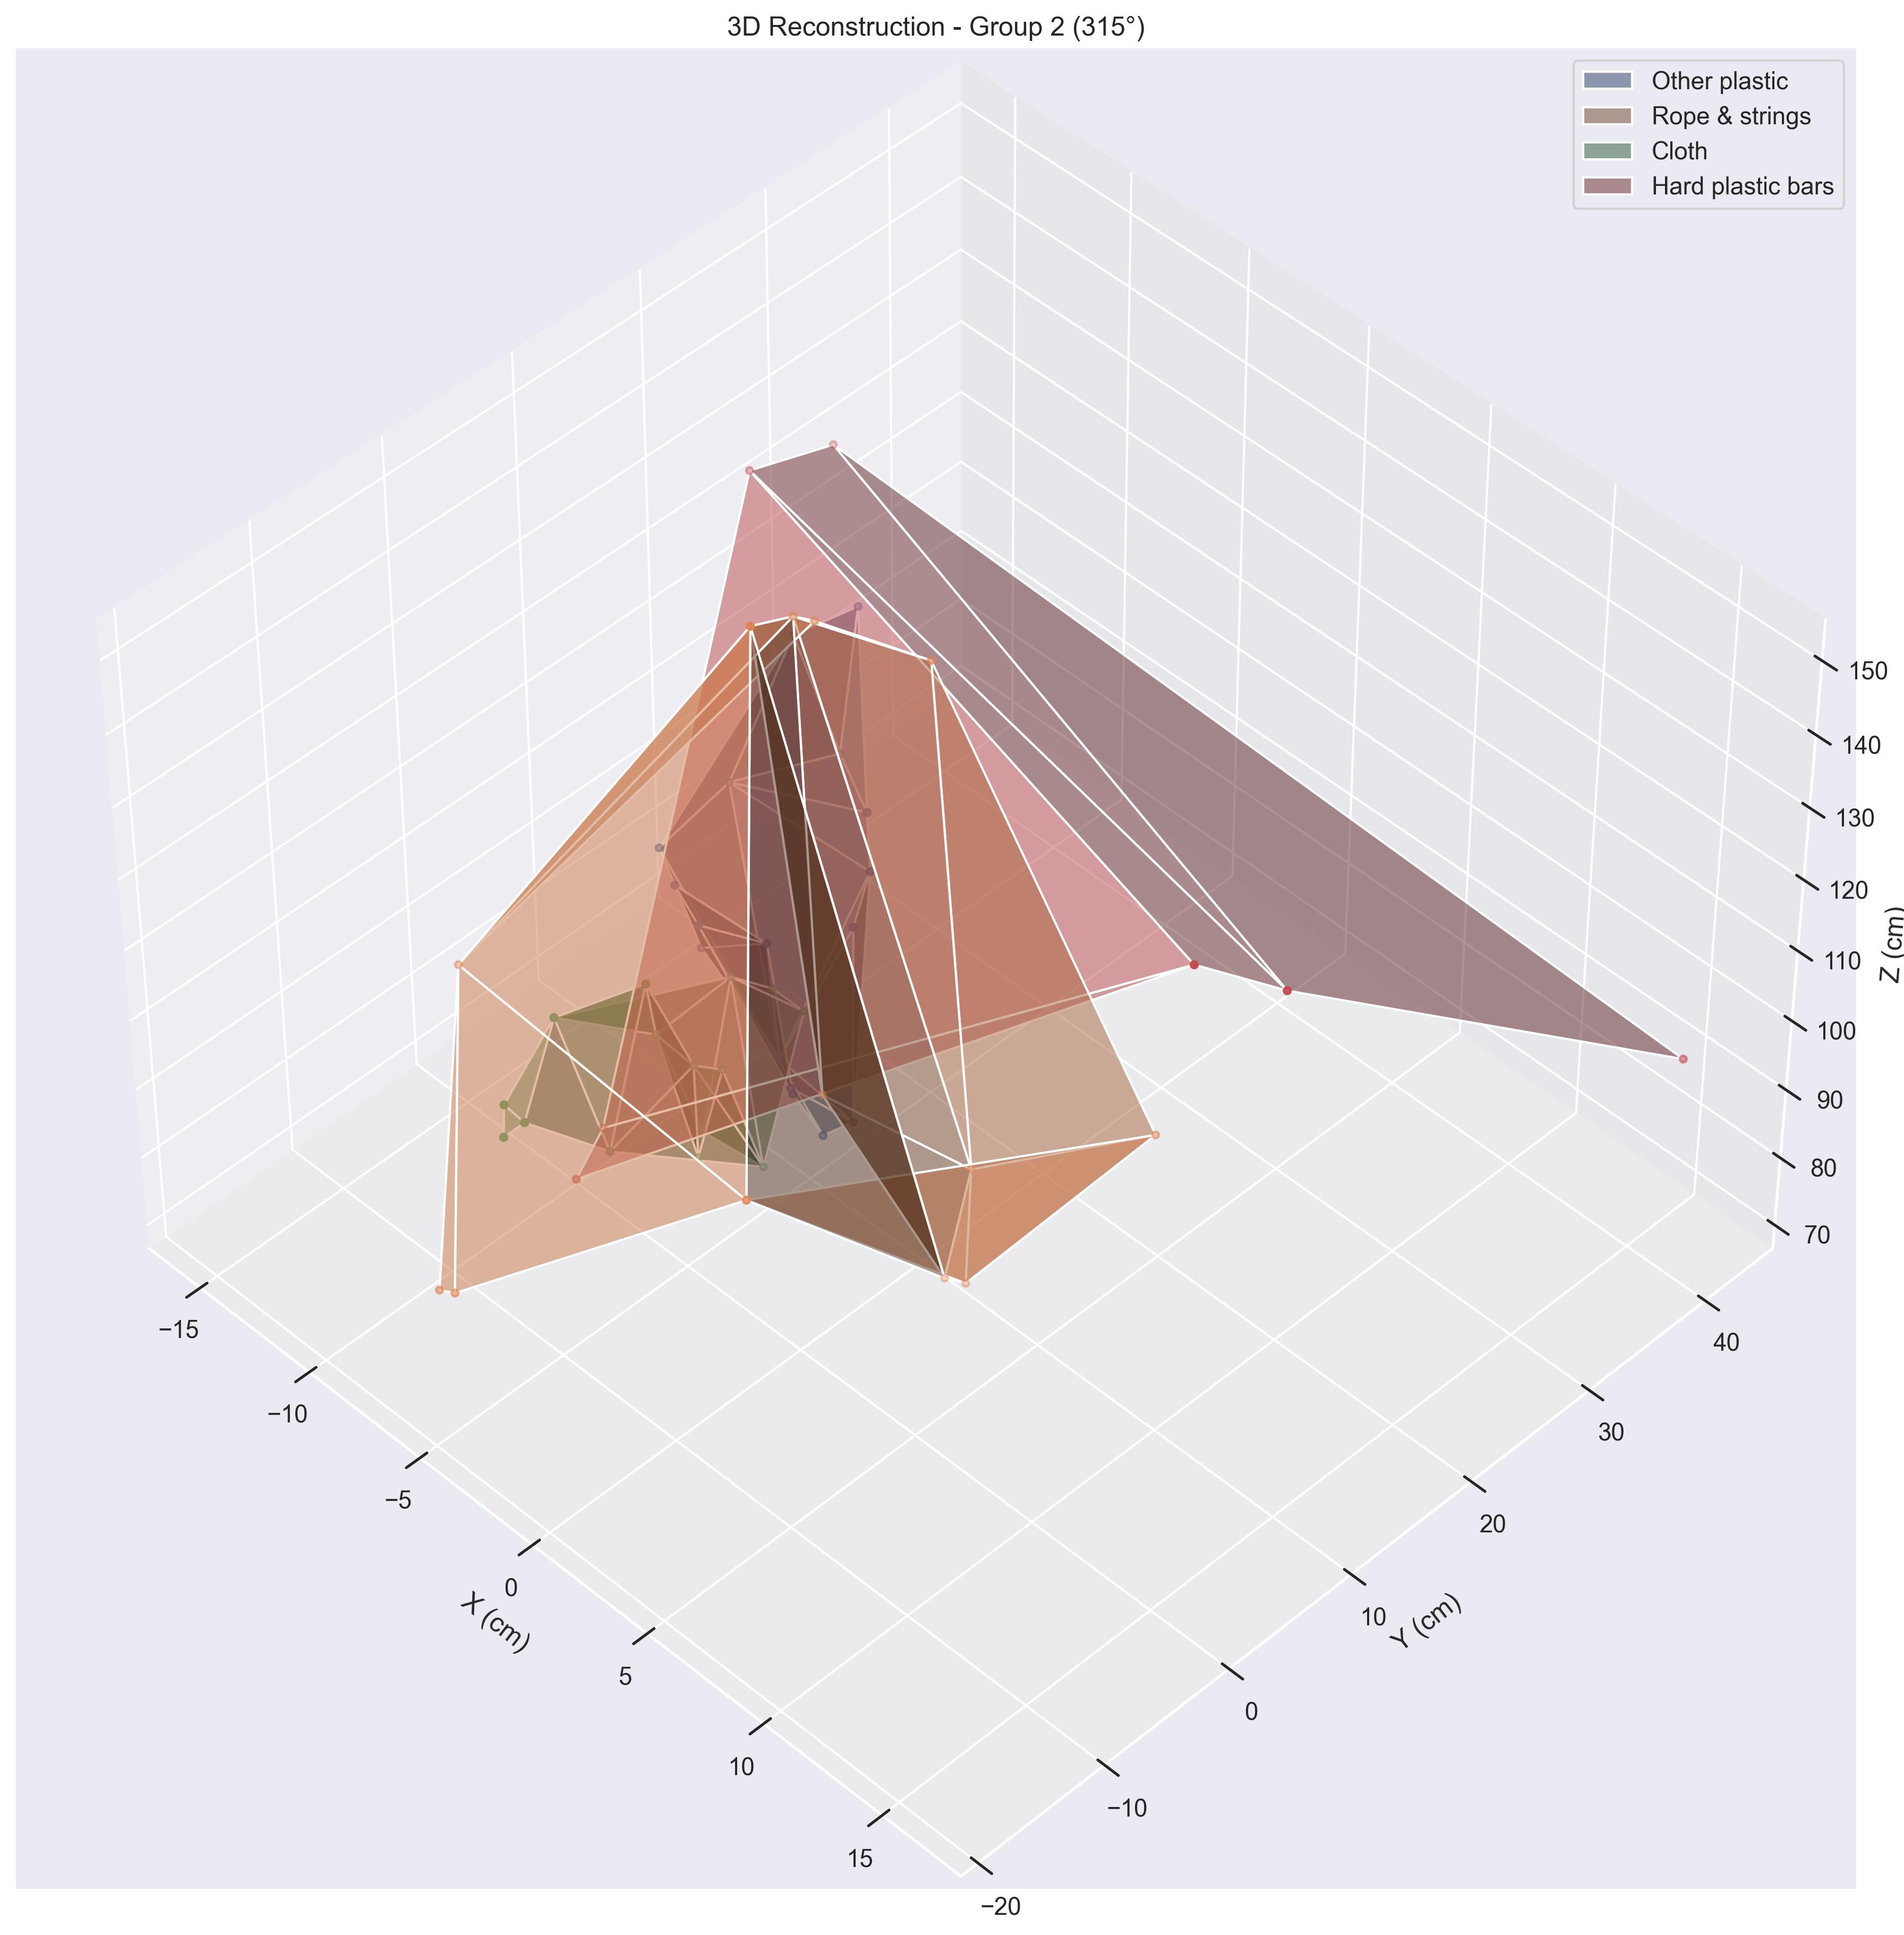 3D Reconstruction - Group 2 (315°)
Other plastic
Rope & strings
Cloth
Hard plastic bars
150
140
130
120
110
100
90
80
70
Z (cm)
−15
−10
−5
0
5
10
15
X (cm)
40
30
20
10
0
−10
−20
Y (cm)